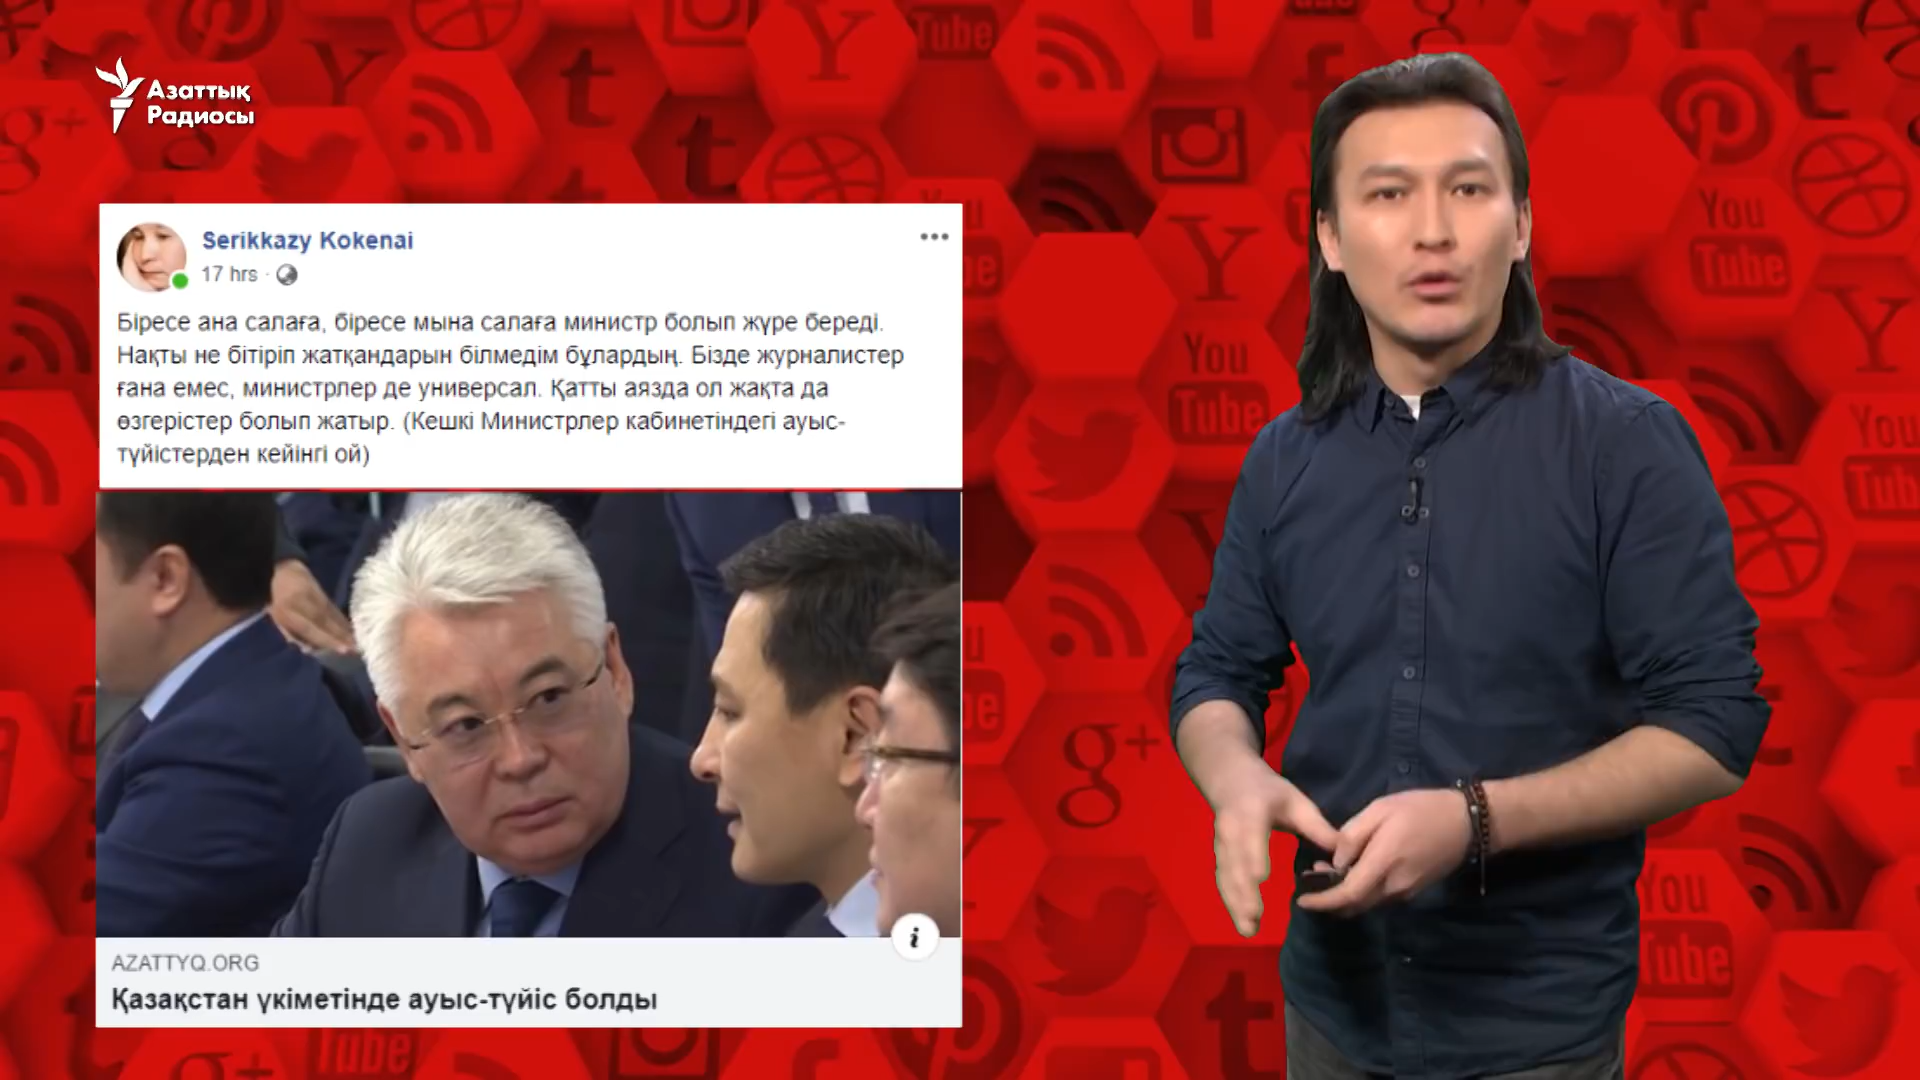 Азаттық
Радиосы
Serikkazy Kokenai
17 hrs ·
Біресе ана салаға, біресе мына салаға министр болып жүре береді.
Нақты не бітіріп жатқандарын білмедім бұлардың. Бізде журналистер
ғана емес, министрлер де универсал. Қатты аязда ол жақта да
өзгерістер болып жатыр. (Кешкі Министрлер кабинетіндегі ауыс-
түйістерден кейінгі ой)
i
AZATTYQ.ORG
Қазақстан үкіметінде ауыс-түйіс болды